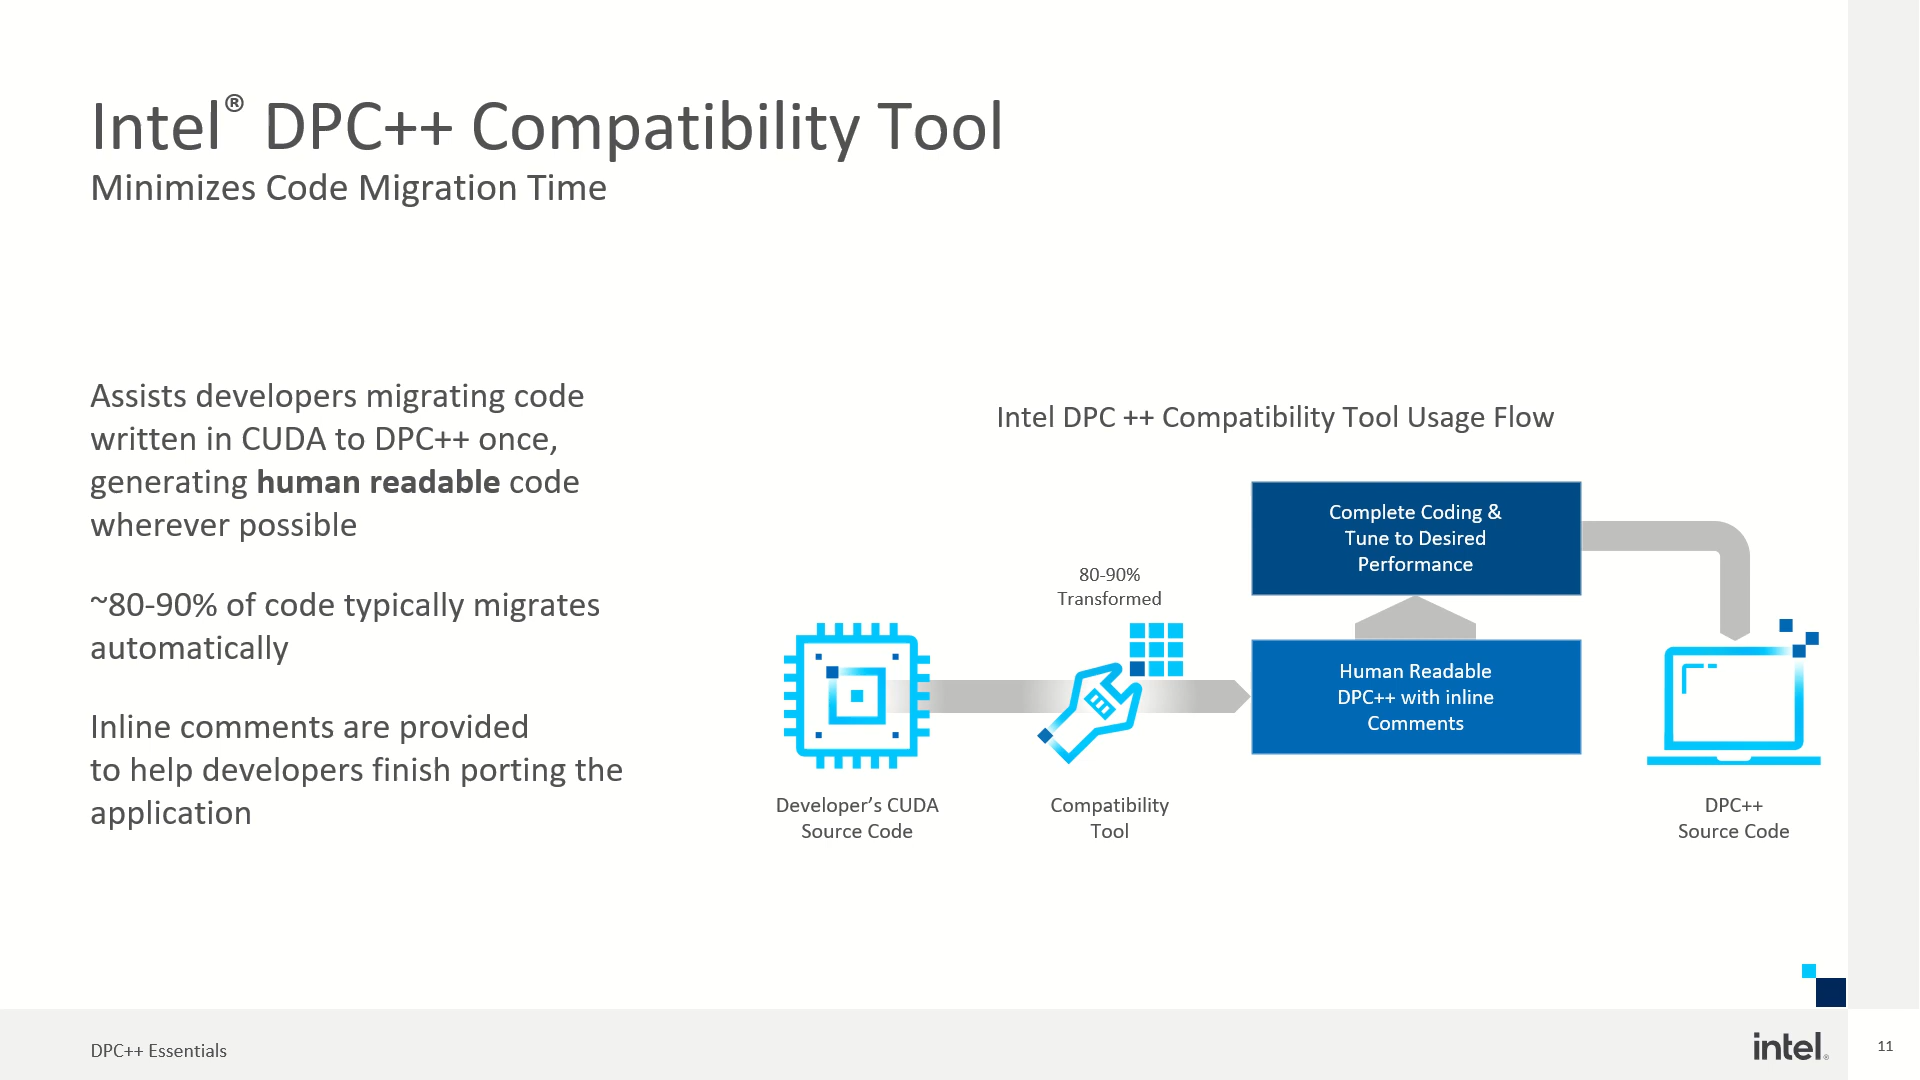 Intel® DPC++ Compatibility Tool
Minimizes Code Migration Time
Assists developers migrating code
written in CUDA to DPC++ once,
generating human readable code
wherever possible
~80-90% of code typically migrates
automatically
Inline comments are provided
to help developers finish porting the
application
Intel DPC ++ Compatibility Tool Usage Flow
Complete Coding &
Tune to Desired
Performance
80-90%
Transformed
Human Readable
DPC++ with inline
Comments
Developer’s CUDA
Source Code
Compatibility
Tool
DPC++
Source Code
DPC++ Essentials
intel®
11